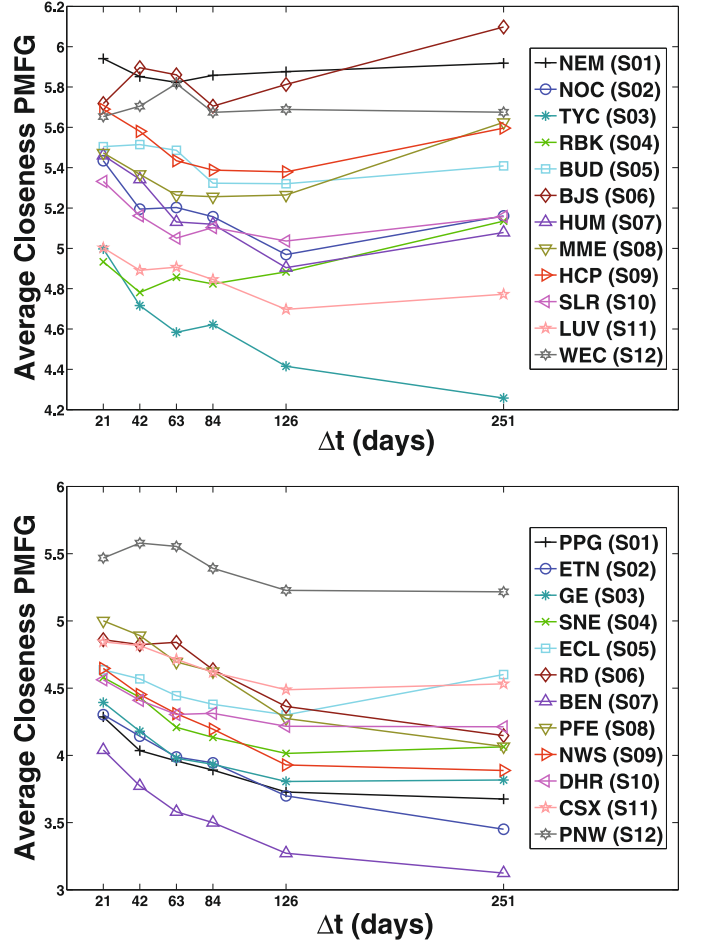 6.2
6
5.8
5.6
5.4
5.2
5
4.8
4.6
4.4
4.2
Average Closeness PMFG
21 42 63 84 126 251
Δt (days)
NEM (S01)
NOC (S02)
TYC (S03)
RBK (S04)
BUD (S05)
BJS (S06)
HUM (S07)
MME (S08)
HCP (S09)
SLR (S10)
LUV (S11)
WEC (S12)
6
5.5
5
4.5
4
3.5
3
Average Closeness PMFG
21 42 63 84 126 251
Δt (days)
PPG (S01)
ETN (S02)
GE (S03)
SNE (S04)
ECL (S05)
RD (S06)
BEN (S07)
PFE (S08)
NWS (S09)
DHR (S10)
CSX (S11)
PNW (S12)